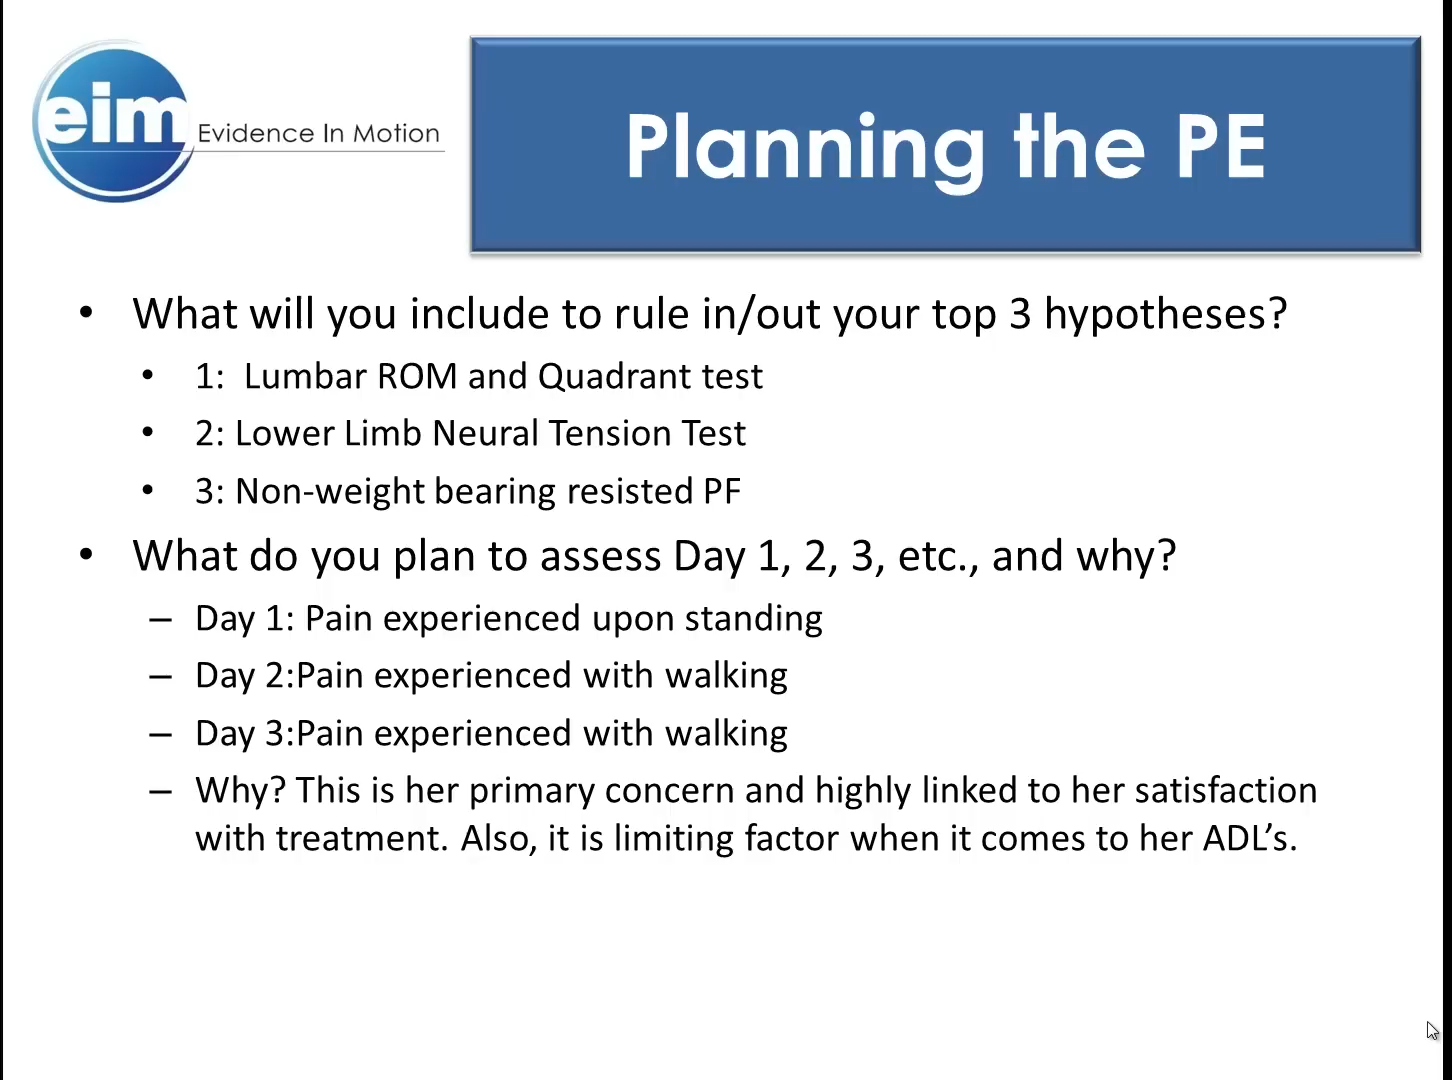 eim
Evidence In Motion
Planning the PE
• What will you include to rule in/out your top 3 hypotheses?
• 1: Lumbar ROM and Quadrant test
• 2: Lower Limb Neural Tension Test
• 3: Non-weight bearing resisted PF
• What do you plan to assess Day 1, 2, 3, etc., and why?
– Day 1: Pain experienced upon standing
– Day 2:Pain experienced with walking
– Day 3:Pain experienced with walking
– Why? This is her primary concern and highly linked to her satisfaction
with treatment. Also, it is limiting factor when it comes to her ADL’s.